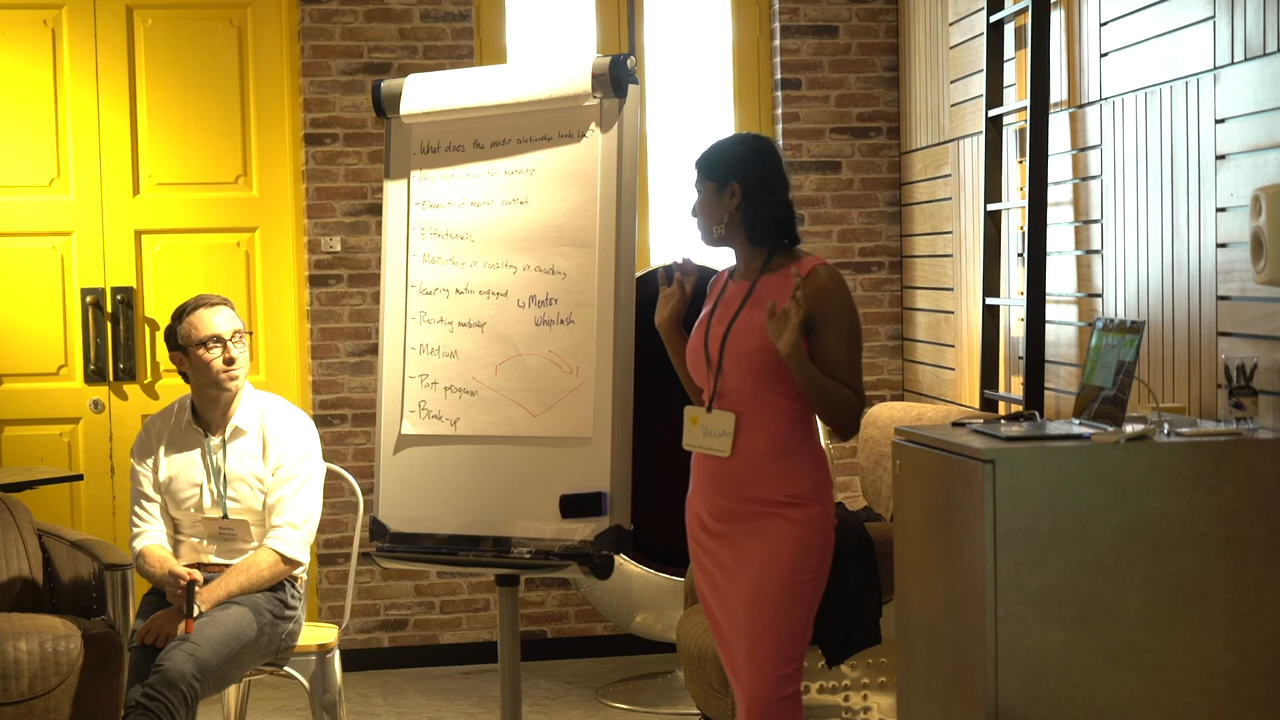 - What does the mentor relationship look like?
mentorship
- Elements of mentor contract
- Effectiveness
- Mentorship vs. consulting vs. coaching
- Keeping mentor engaged
↳ Mentor
Whiplash
- Recruiting mentorship
- Medium
- Post program
- Break-up